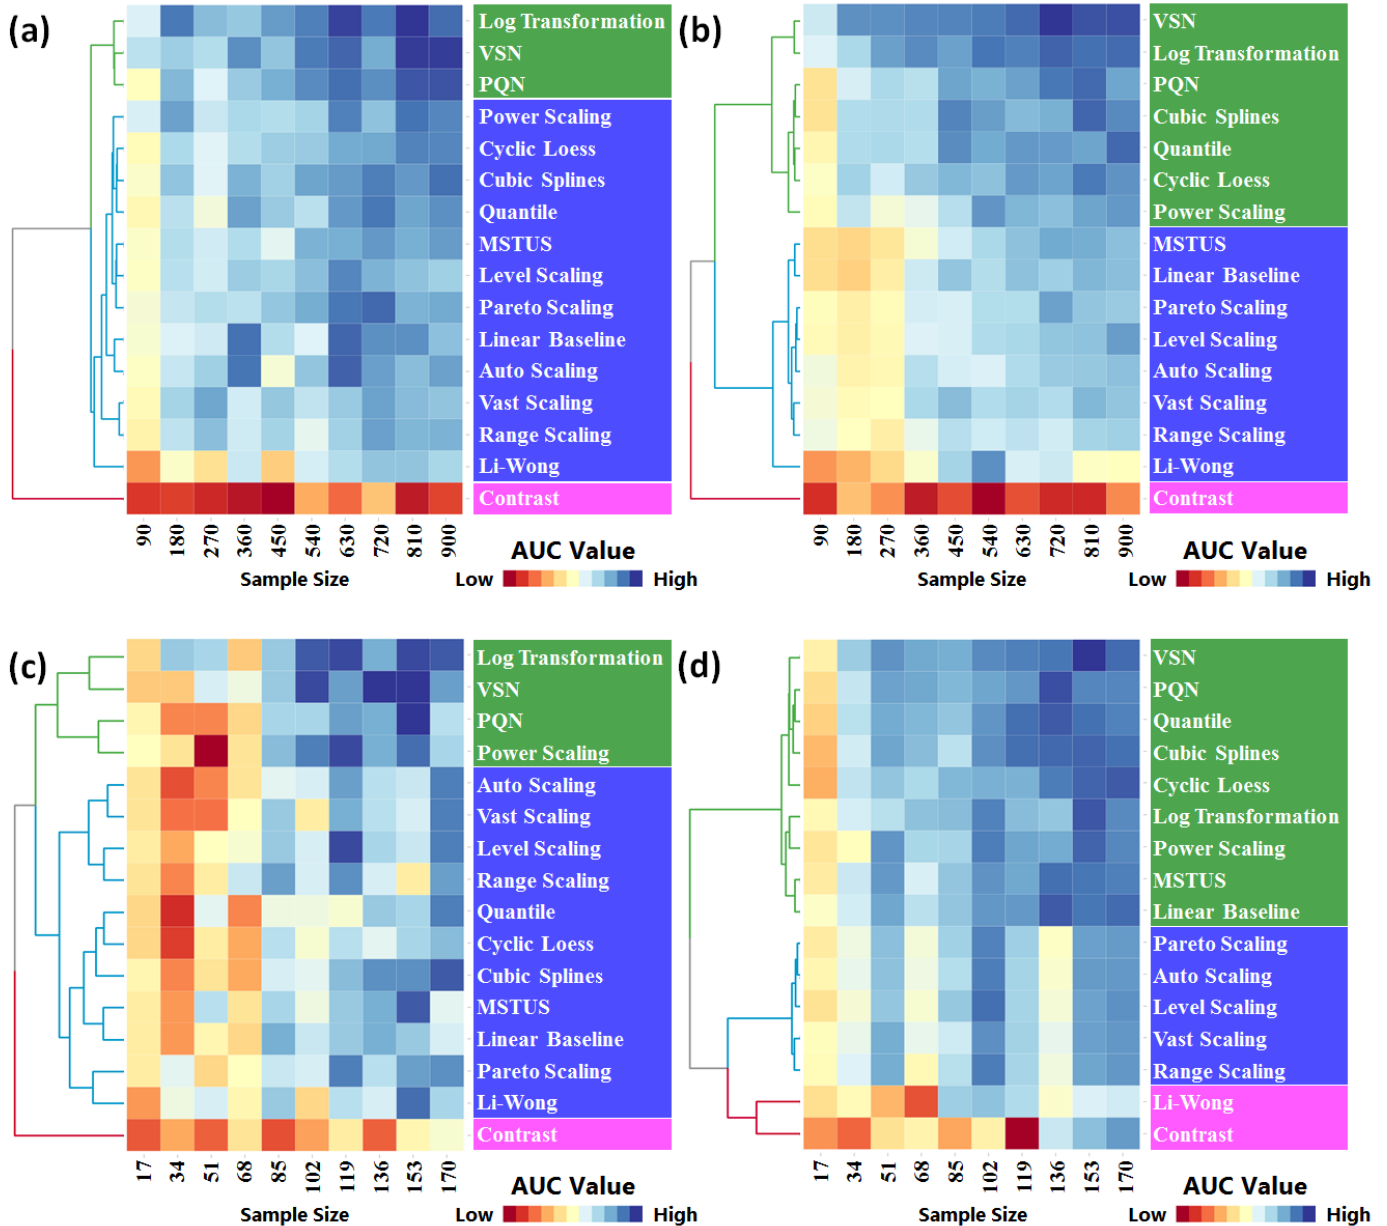 (a)
Log Transformation
VSN
PQN
Power Scaling
Cyclic Loess
Cubic Splines
Quantile
MSTUS
Level Scaling
Pareto Scaling
Linear Baseline
Auto Scaling
Vast Scaling
Range Scaling
Li-Wong
Contrast
90 180 270 360 450 540 630 720 810 900
Sample Size
AUC Value
Low High
(b)
VSN
Log Transformation
PQN
Cubic Splines
Quantile
Cyclic Loess
Power Scaling
MSTUS
Linear Baseline
Pareto Scaling
Level Scaling
Auto Scaling
Vast Scaling
Range Scaling
Li-Wong
Contrast
90 180 270 360 450 540 630 720 810 900
Sample Size
AUC Value
Low High
(c)
Log Transformation
VSN
PQN
Power Scaling
Auto Scaling
Vast Scaling
Level Scaling
Range Scaling
Quantile
Cyclic Loess
Cubic Splines
MSTUS
Linear Baseline
Pareto Scaling
Li-Wong
Contrast
17 34 51 68 85 102 119 136 153 170
Sample Size
AUC Value
Low High
(d)
VSN
PQN
Quantile
Cubic Splines
Cyclic Loess
Log Transformation
Power Scaling
MSTUS
Linear Baseline
Pareto Scaling
Auto Scaling
Level Scaling
Vast Scaling
Range Scaling
Li-Wong
Contrast
17 34 51 68 85 102 119 136 153 170
Sample Size
AUC Value
Low High